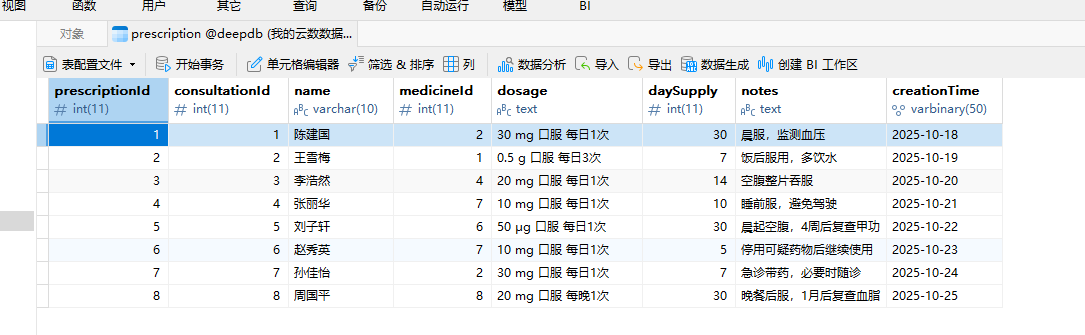 视图 函数 用户 其它 查询 备份 自动运行 模型 BI
对象 prescription @deepdb (我的云数据...
表配置文件 开始事务 单元格编辑器 筛选 & 排序 列 数据分析 导入 导出 数据生成 创建 BI 工作区
prescriptionId consultationId name medicineId dosage daySupply notes creationTime
# int(11) # int(11) ABC varchar(10) # int(11) ABC text # int(11) ABC text varbinary(50)
1 1 陈建国 2 30 mg 口服 每日1次 30 晨服，监测血压 2025-10-18
2 2 王雪梅 1 0.5 g 口服 每日3次 7 饭后服用，多饮水 2025-10-19
3 3 李浩然 4 20 mg 口服 每日1次 14 空腹整片吞服 2025-10-20
4 4 张丽华 7 10 mg 口服 每日1次 10 睡前服，避免驾驶 2025-10-21
5 5 刘子轩 6 50 μg 口服 每日1次 30 晨起空腹，4周后复查甲功 2025-10-22
6 6 赵秀英 7 10 mg 口服 每日1次 5 停用可疑药物后继续使用 2025-10-23
7 7 孙佳怡 2 30 mg 口服 每日1次 7 急诊带药，必要时随诊 2025-10-24
8 8 周国平 8 20 mg 口服 每晚1次 30 晚餐后服，1月后复查血脂 2025-10-25